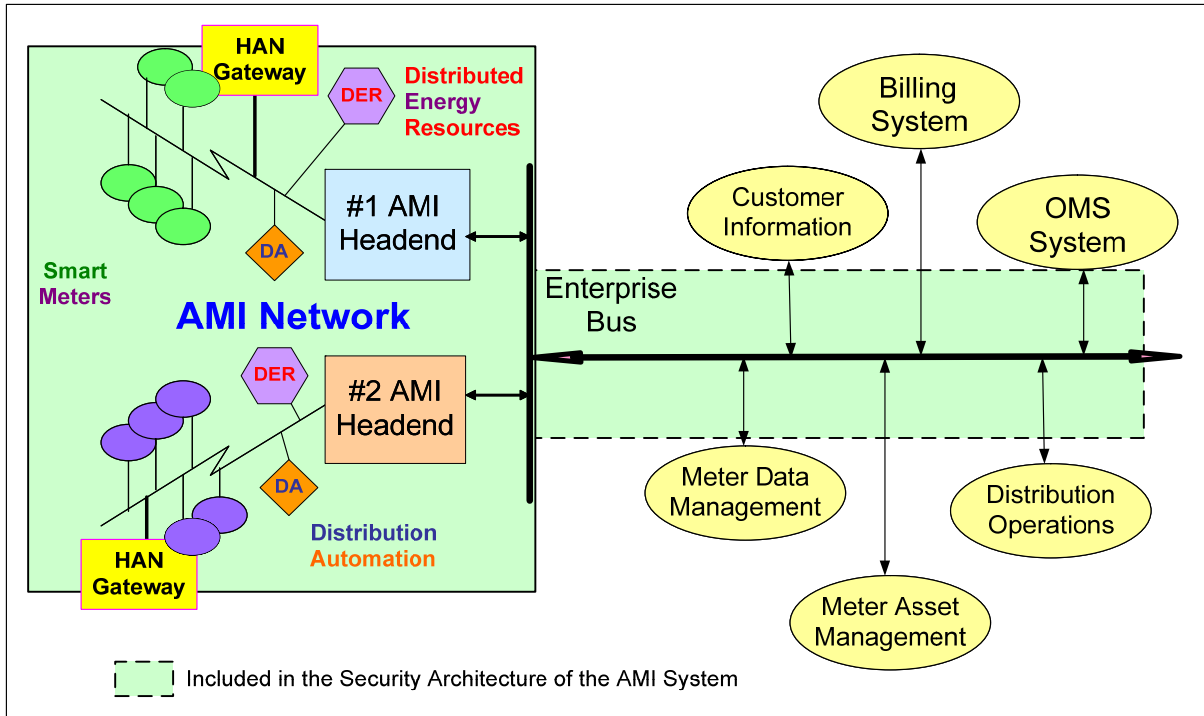 HAN
Gateway
DER
Distributed
Energy
Resources
Billing
System
#1 AMI
Headend
Customer
Information
OMS
System
DA
Smart
Meters
AMI Network
Enterprise
Bus
DER
#2 AMI
Headend
DA
Meter Data
Management
Distribution
Operations
Distribution
Automation
HAN
Gateway
Meter Asset
Management
Included in the Security Architecture of the AMI System